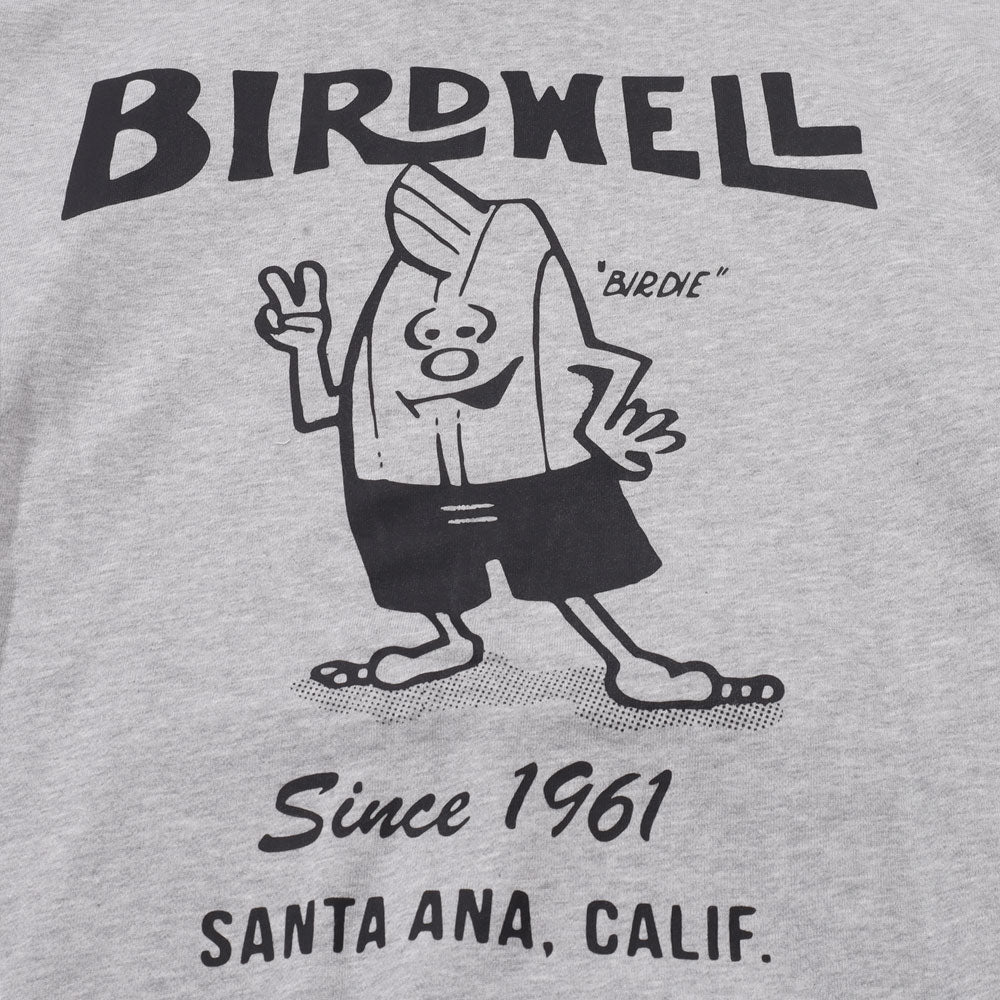 BIRDWELL
"BIRDIE"
Since 1961
SANTA ANA, CALIF.